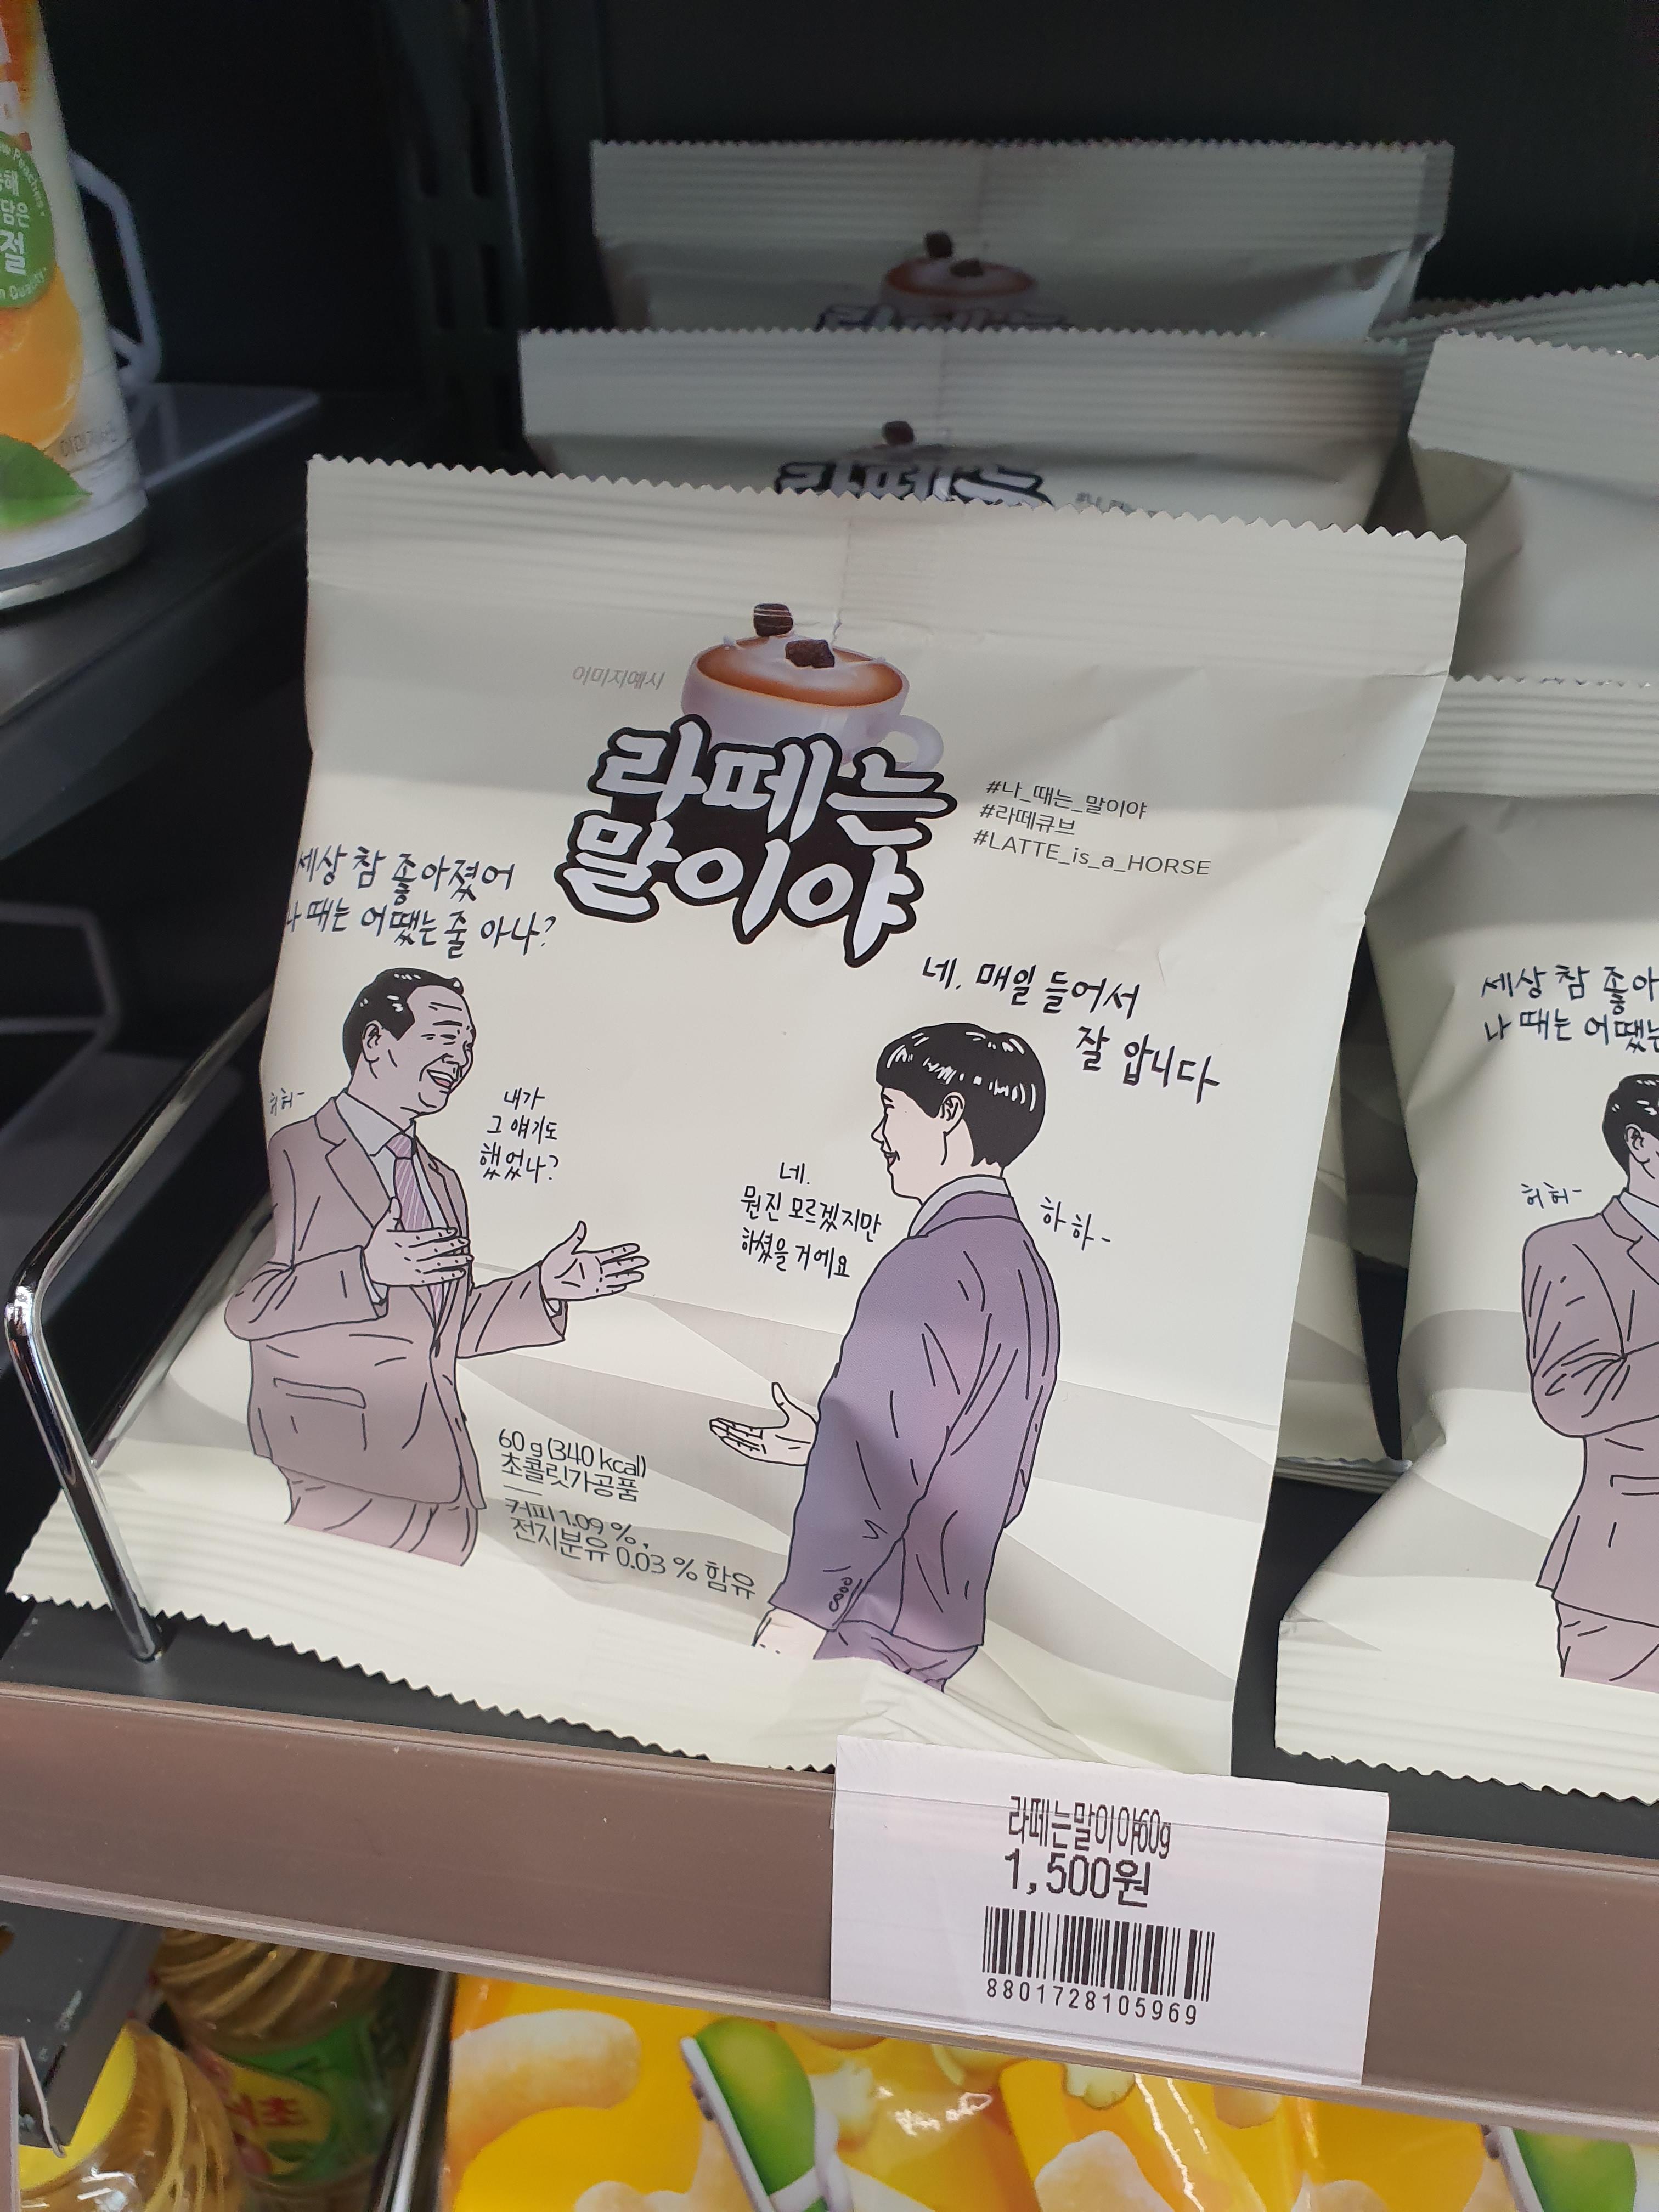 이미지예시
라떼는
말이야
#나_때는_말이야
#라떼큐브
#LATTE_is_a_HORSE
세상 참 좋아졌어
나 때는 어땠는 줄 아나?
네, 매일 들어서
잘 압니다
허허-
내가
그 얘기도
했었나?
네.
뭔진 모르겠지만
하셨을 거에요
하하-
60 g (340 kcal)
초콜릿가공품
커피 1.09 %,
전지분유 0.03 % 함유
세상 참 좋아
나 때는 어땠는
허허-
라떼는말이야60g
1,500원
8801728105969